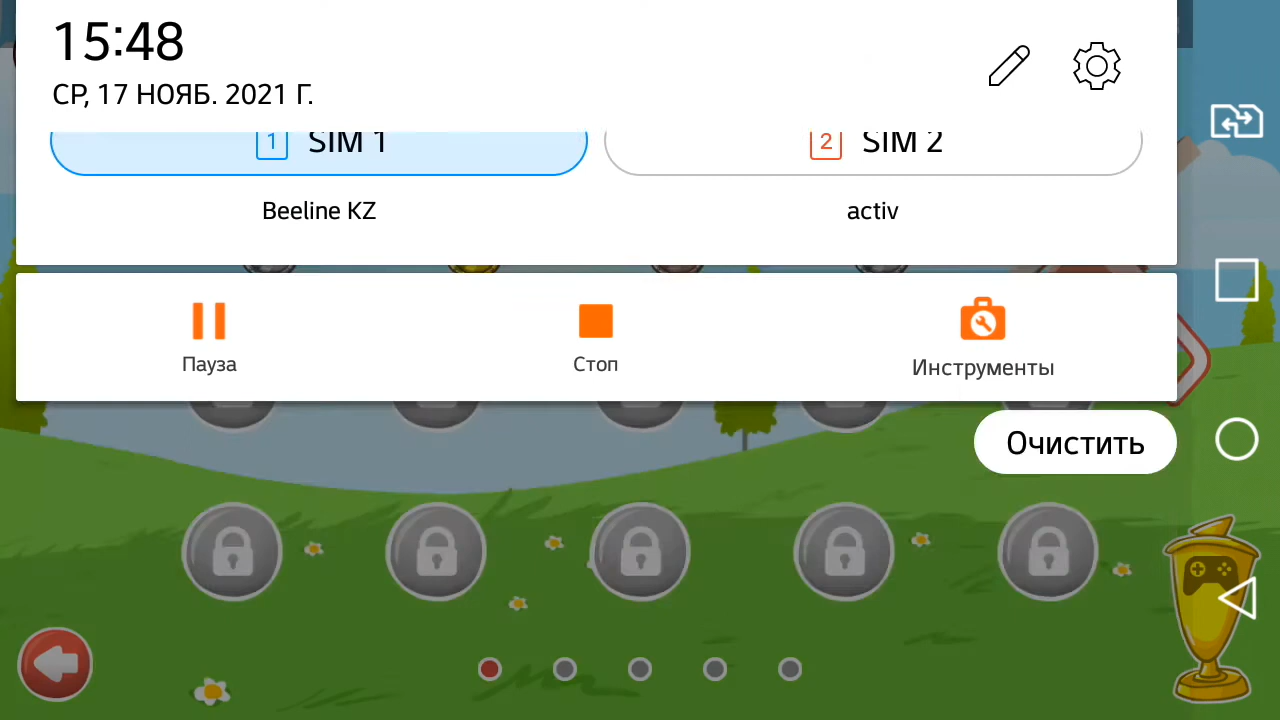 15:48
СР, 17 НОЯБ. 2021 Г.
1 SIM 1
2 SIM 2
Beeline KZ
activ
Пауза
Стоп
Инструменты
Очистить